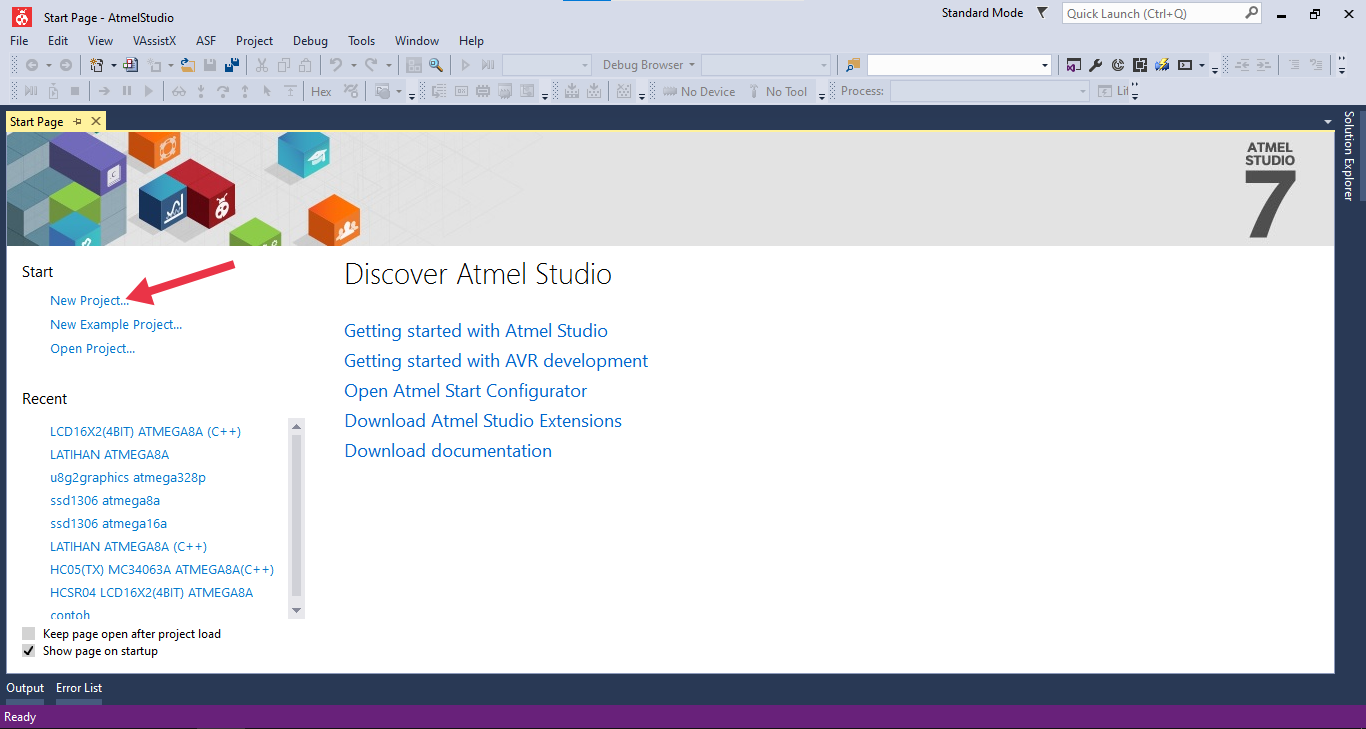 Start Page - AtmelStudio
Standard Mode
Quick Launch (Ctrl+Q)
File Edit View VAssistX ASF Project Debug Tools Window Help
Debug Browser
Hex
No Device
No Tool
Process:
Start Page
Solution Explorer
ATMEL
STUDIO
7
Start
New Project...
New Example Project...
Open Project...
Recent
LCD16X2(4BIT) ATMEGA8A (C++)
LATIHAN ATMEGA8A
u8g2graphics atmega328p
ssd1306 atmega8a
ssd1306 atmega16a
LATIHAN ATMEGA8A (C++)
HC05(TX) MC34063A ATMEGA8A(C++)
HCSR04 LCD16X2(4BIT) ATMEGA8A
contoh
Keep page open after project load
Show page on startup
Discover Atmel Studio
Getting started with Atmel Studio
Getting started with AVR development
Open Atmel Start Configurator
Download Atmel Studio Extensions
Download documentation
Output Error List
Ready